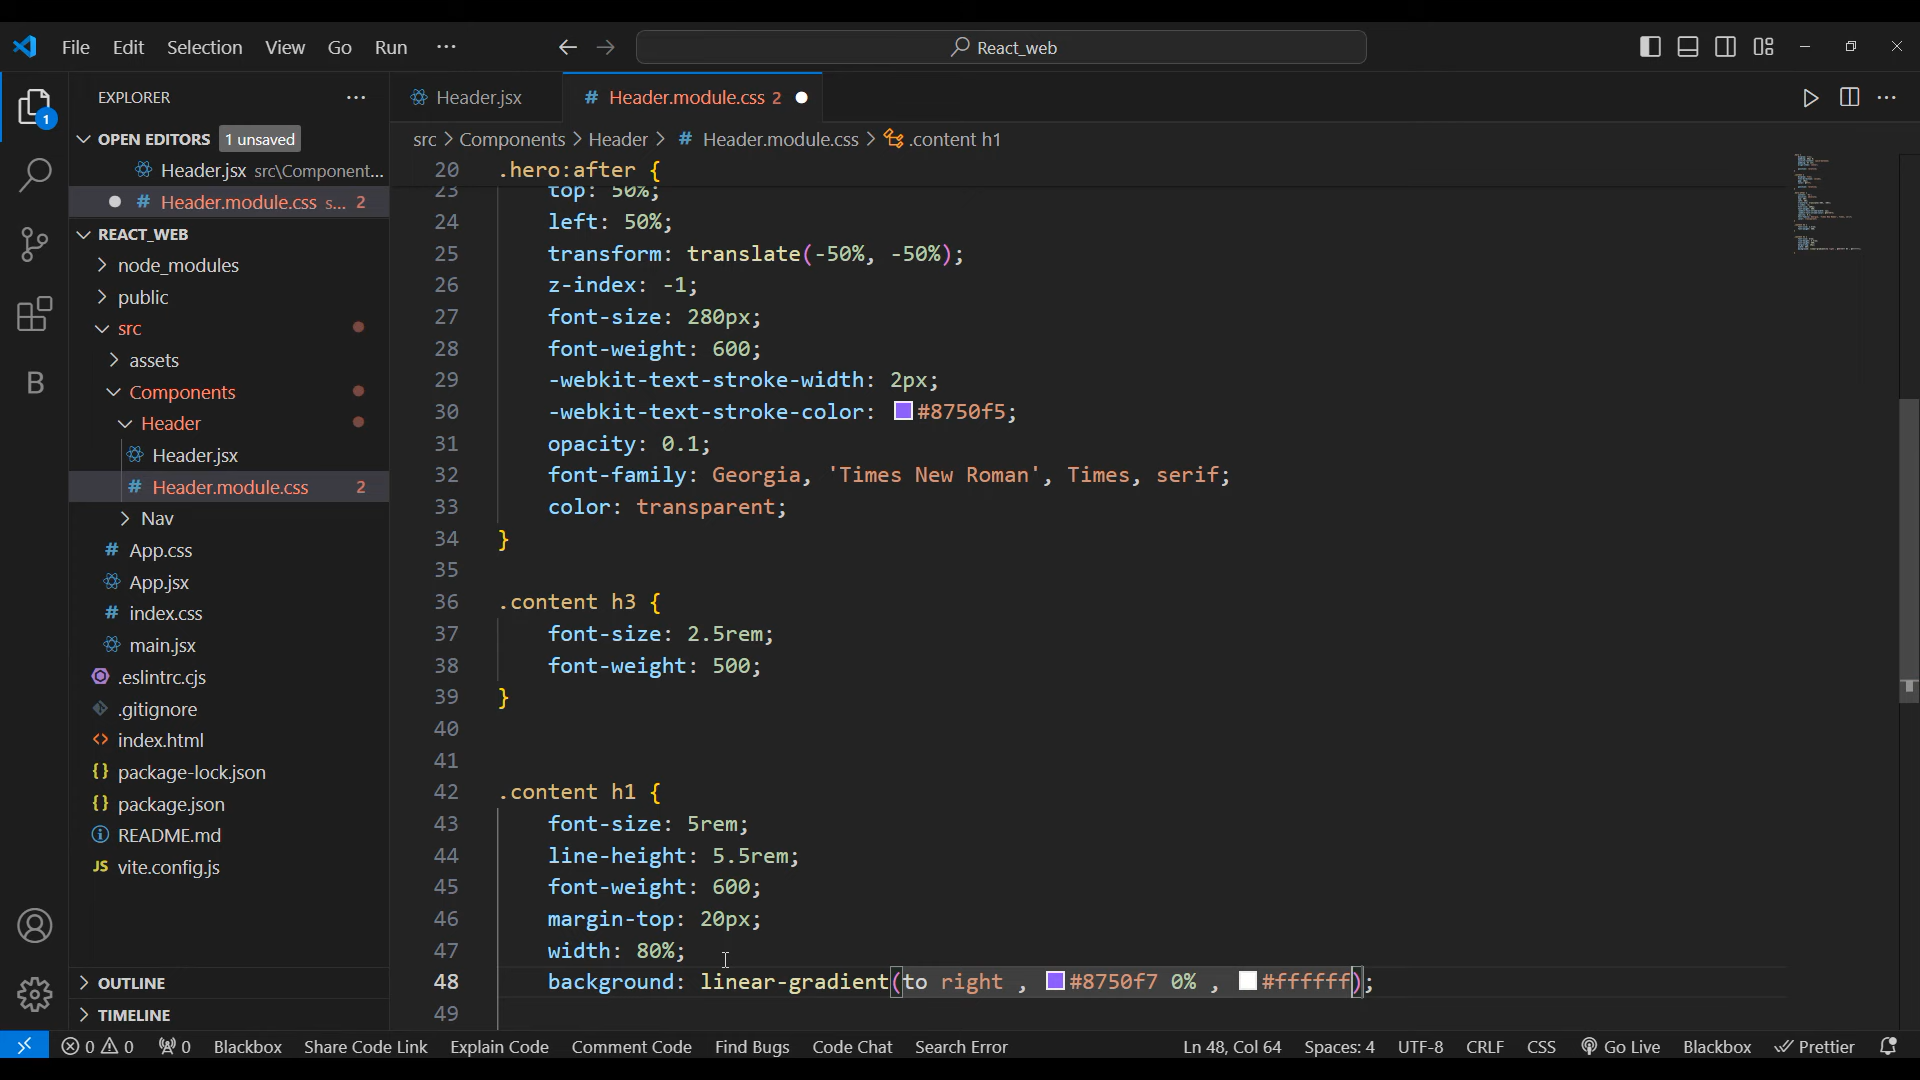 File Edit Selection View Go Run ··· React_web
EXPLORER ···
OPEN EDITORS 1 unsaved
Header.jsx src\Component...
# Header.module.css s... 2
REACT_WEB
node_modules
public
src
assets
Components
Header
Header.jsx
# Header.module.css 2
Nav
# App.css
App.jsx
# index.css
main.jsx
.eslintrc.cjs
.gitignore
<> index.html
{} package-lock.json
{} package.json
README.md
JS vite.config.js
OUTLINE
TIMELINE
1
B
Header.jsx # Header.module.css 2
src > Components > Header > # Header.module.css > .content h1
20 .hero:after {
23 top: 50%;
24 left: 50%;
25 transform: translate(-50%, -50%);
26 z-index: -1;
27 font-size: 280px;
28 font-weight: 600;
29 -webkit-text-stroke-width: 2px;
30 -webkit-text-stroke-color: #8750f5;
31 opacity: 0.1;
32 font-family: Georgia, 'Times New Roman', Times, serif;
33 color: transparent;
34 }
35
36 .content h3 {
37 font-size: 2.5rem;
38 font-weight: 500;
39 }
40
41
42 .content h1 {
43 font-size: 5rem;
44 line-height: 5.5rem;
45 font-weight: 600;
46 margin-top: 20px;
47 width: 80%;
48 background: linear-gradient(to right , #8750f7 0% , #ffffff);
49
0 0 0 Blackbox Share Code Link Explain Code Comment Code Find Bugs Code Chat Search Error Ln 48, Col 64 Spaces: 4 UTF-8 CRLF CSS Go Live Blackbox Prettier